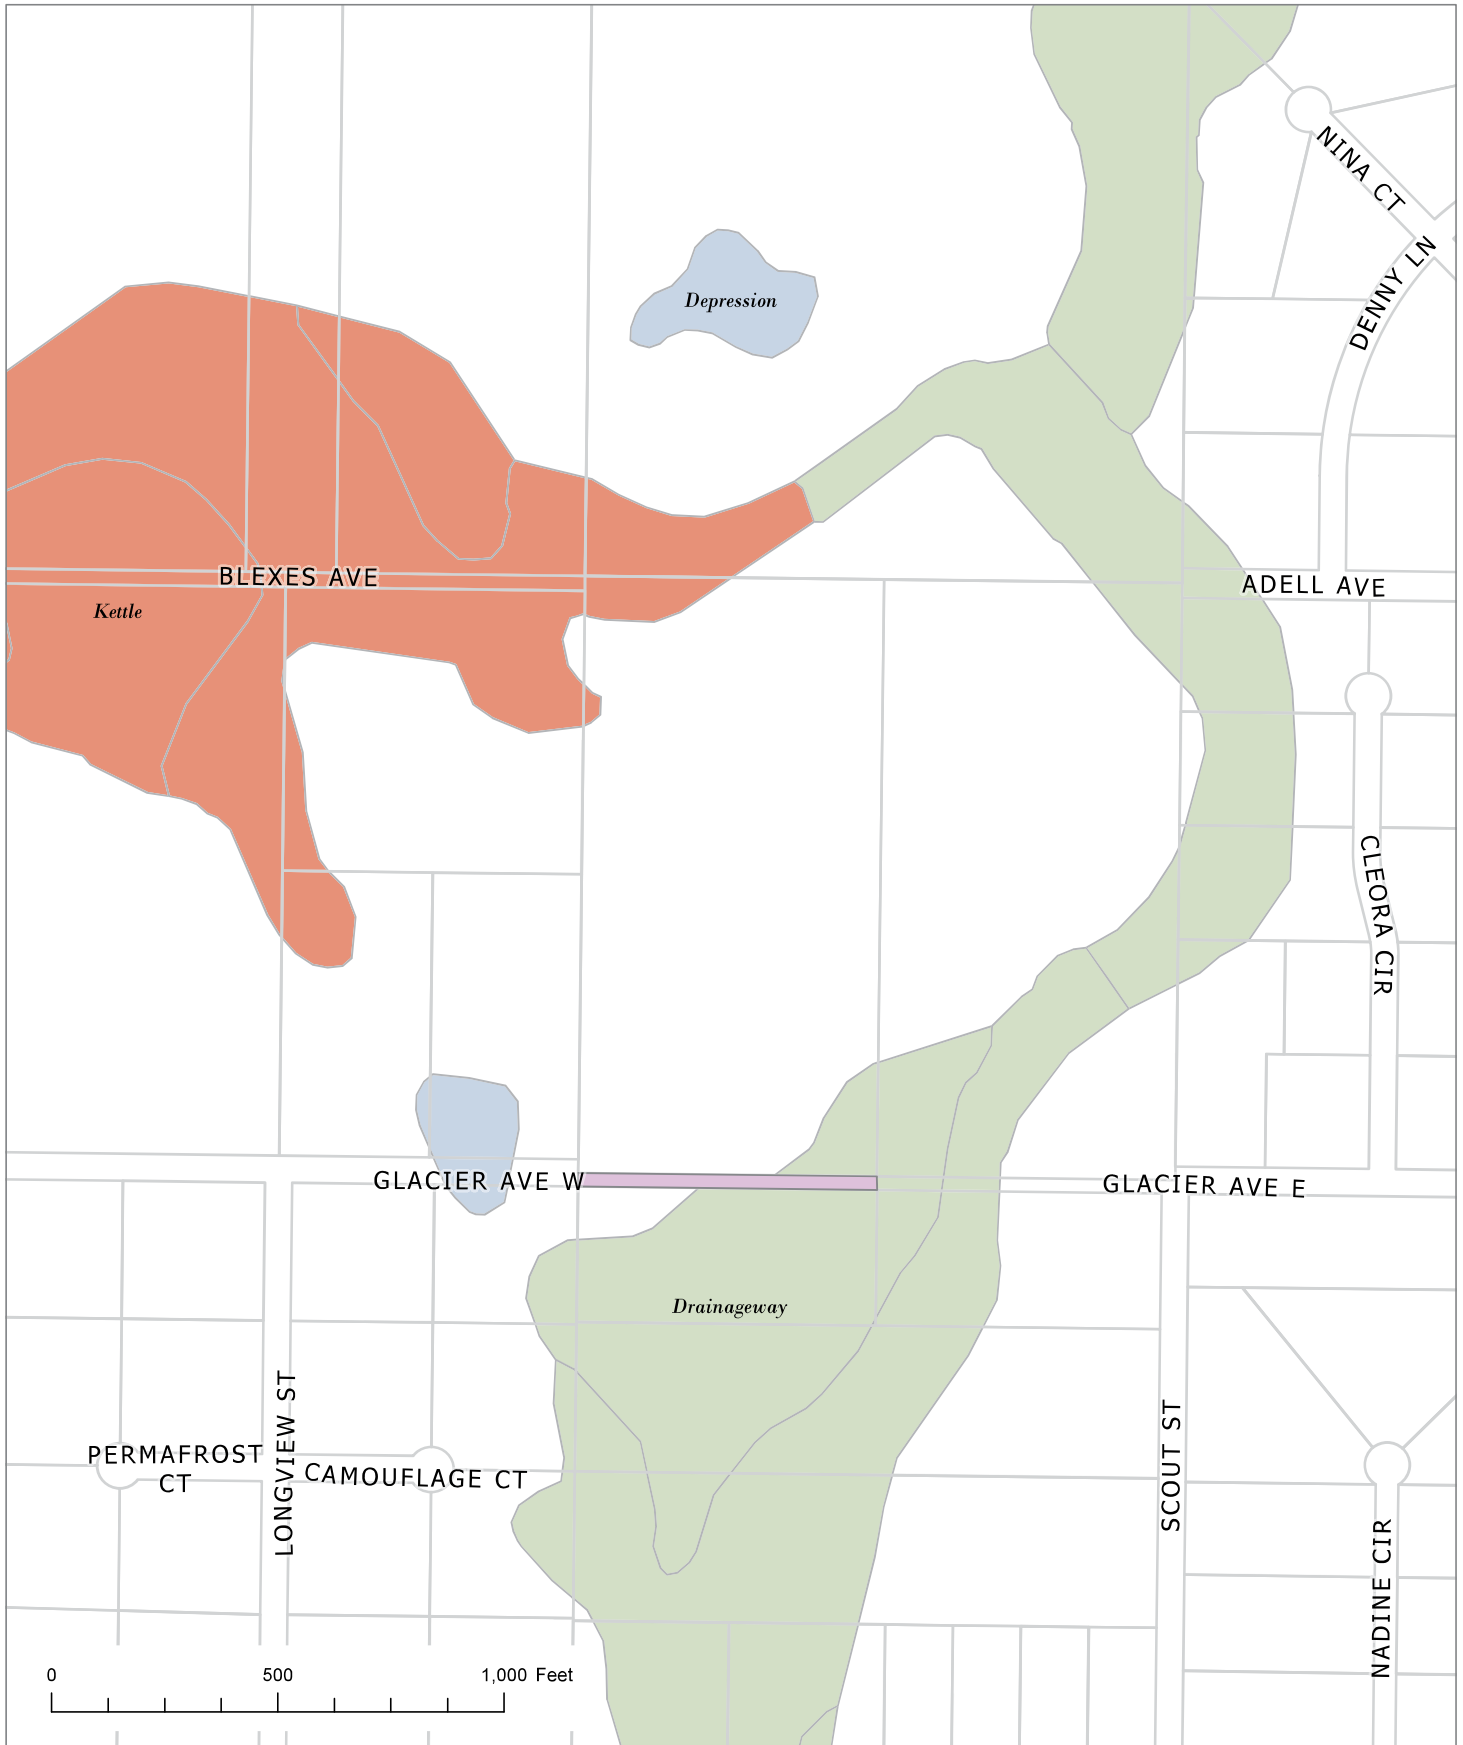 NINA CT
DENNY LN
Depression
BLEXES AVE
ADELL AVE
Kettle
CLEORA CIR
GLACIER AVE W
GLACIER AVE E
Drainageway
LONGVIEW ST
SCOUT ST
PERMAFROST
CT
CAMOUFLAGE CT
NADINE CIR
0 500 1,000 Feet